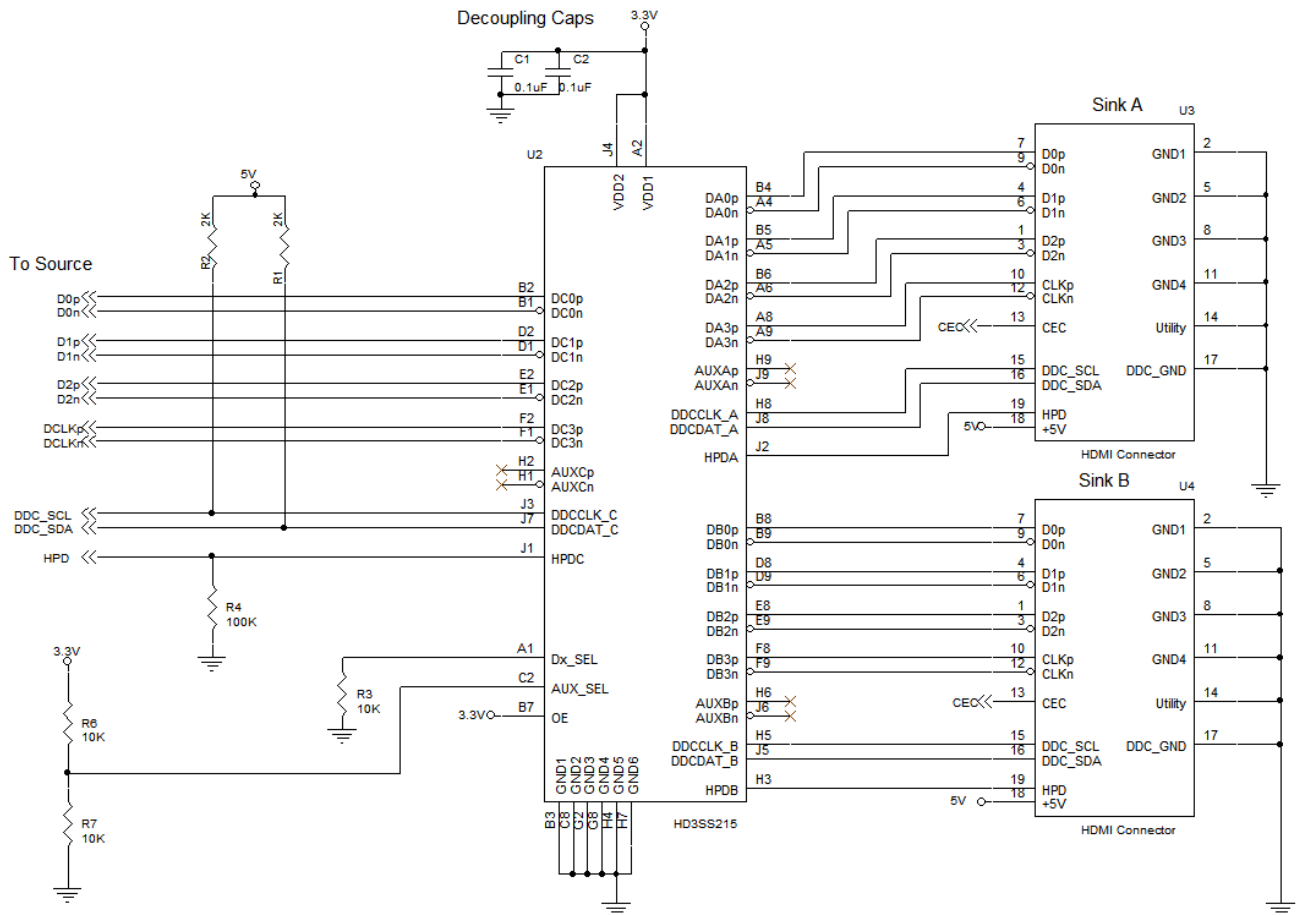 Decoupling Caps
3.3V
C1
C2
0.1uF
0.1uF
U2
J4
A2
VDD2
VDD1
5V
2K
2K
R2
R1
To Source
D0p
D0n
B2
B1
DC0p
DC0n
D1p
D1n
D2
D1
DC1p
DC1n
D2p
D2n
E2
E1
DC2p
DC2n
DCLKp
DCLKn
F2
F1
DC3p
DC3n
H2
H1
AUXCp
AUXCn
DDC_SCL
DDC_SDA
J3
J7
DDCCLK_C
DDCDAT_C
HPD
J1
HPDC
R4
100K
3.3V
A1
Dx_SEL
C2
AUX_SEL
R3
10K
3.3V
B7
OE
R6
10K
R7
10K
GND1
GND2
GND3
GND4
GND5
GND6
B3
C8
G2
G8
H4
H7
HD3SS215
DA0p
DA0n
B4
A4
DA1p
DA1n
B5
A5
DA2p
DA2n
B6
A6
DA3p
DA3n
A8
A9
AUXAp
AUXAn
H9
J9
DDCCLK_A
DDCDAT_A
H8
J8
HPDA
J2
DB0p
DB0n
B8
B9
DB1p
DB1n
D8
D9
DB2p
DB2n
E8
E9
DB3p
DB3n
F8
F9
AUXBp
AUXBn
H6
J6
DDCCLK_B
DDCDAT_B
H5
J5
HPDB
H3
Sink A
U3
7
9
D0p
D0n
GND1
2
4
6
D1p
D1n
GND2
5
1
3
D2p
D2n
GND3
8
10
12
CLKp
CLKn
GND4
11
CEC
13
CEC
Utility
14
15
16
DDC_SCL
DDC_SDA
DDC_GND
17
19
18
HPD
+5V
5V
HDMI Connector
Sink B
U4
7
9
D0p
D0n
GND1
2
4
6
D1p
D1n
GND2
5
1
3
D2p
D2n
GND3
8
10
12
CLKp
CLKn
GND4
11
CEC
13
CEC
Utility
14
15
16
DDC_SCL
DDC_SDA
DDC_GND
17
19
18
HPD
+5V
5V
HDMI Connector